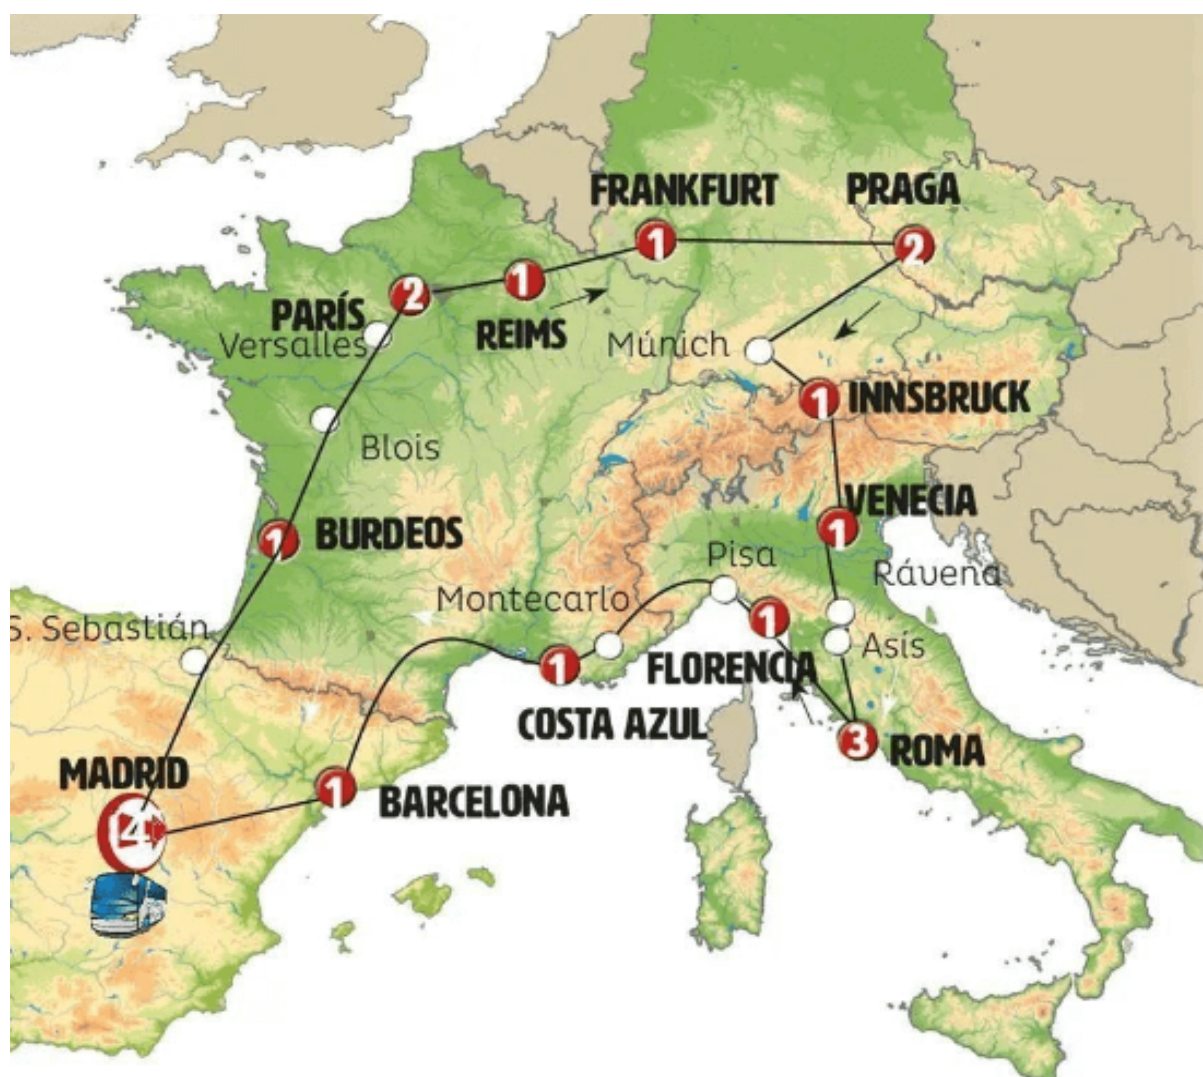 FRANKFURT
PRAGA
1
2
1
2
PARÍS
REIMS
Versalles
Múnich
1
INNSBRUCK
Blois
VENECIA
1
1
BURDEOS
Pisa
Rávena
Montecarlo
1
S. Sebastián
Asís
1
FLORENCIA
COSTA AZUL
3
ROMA
MADRID
1
BARCELONA
4